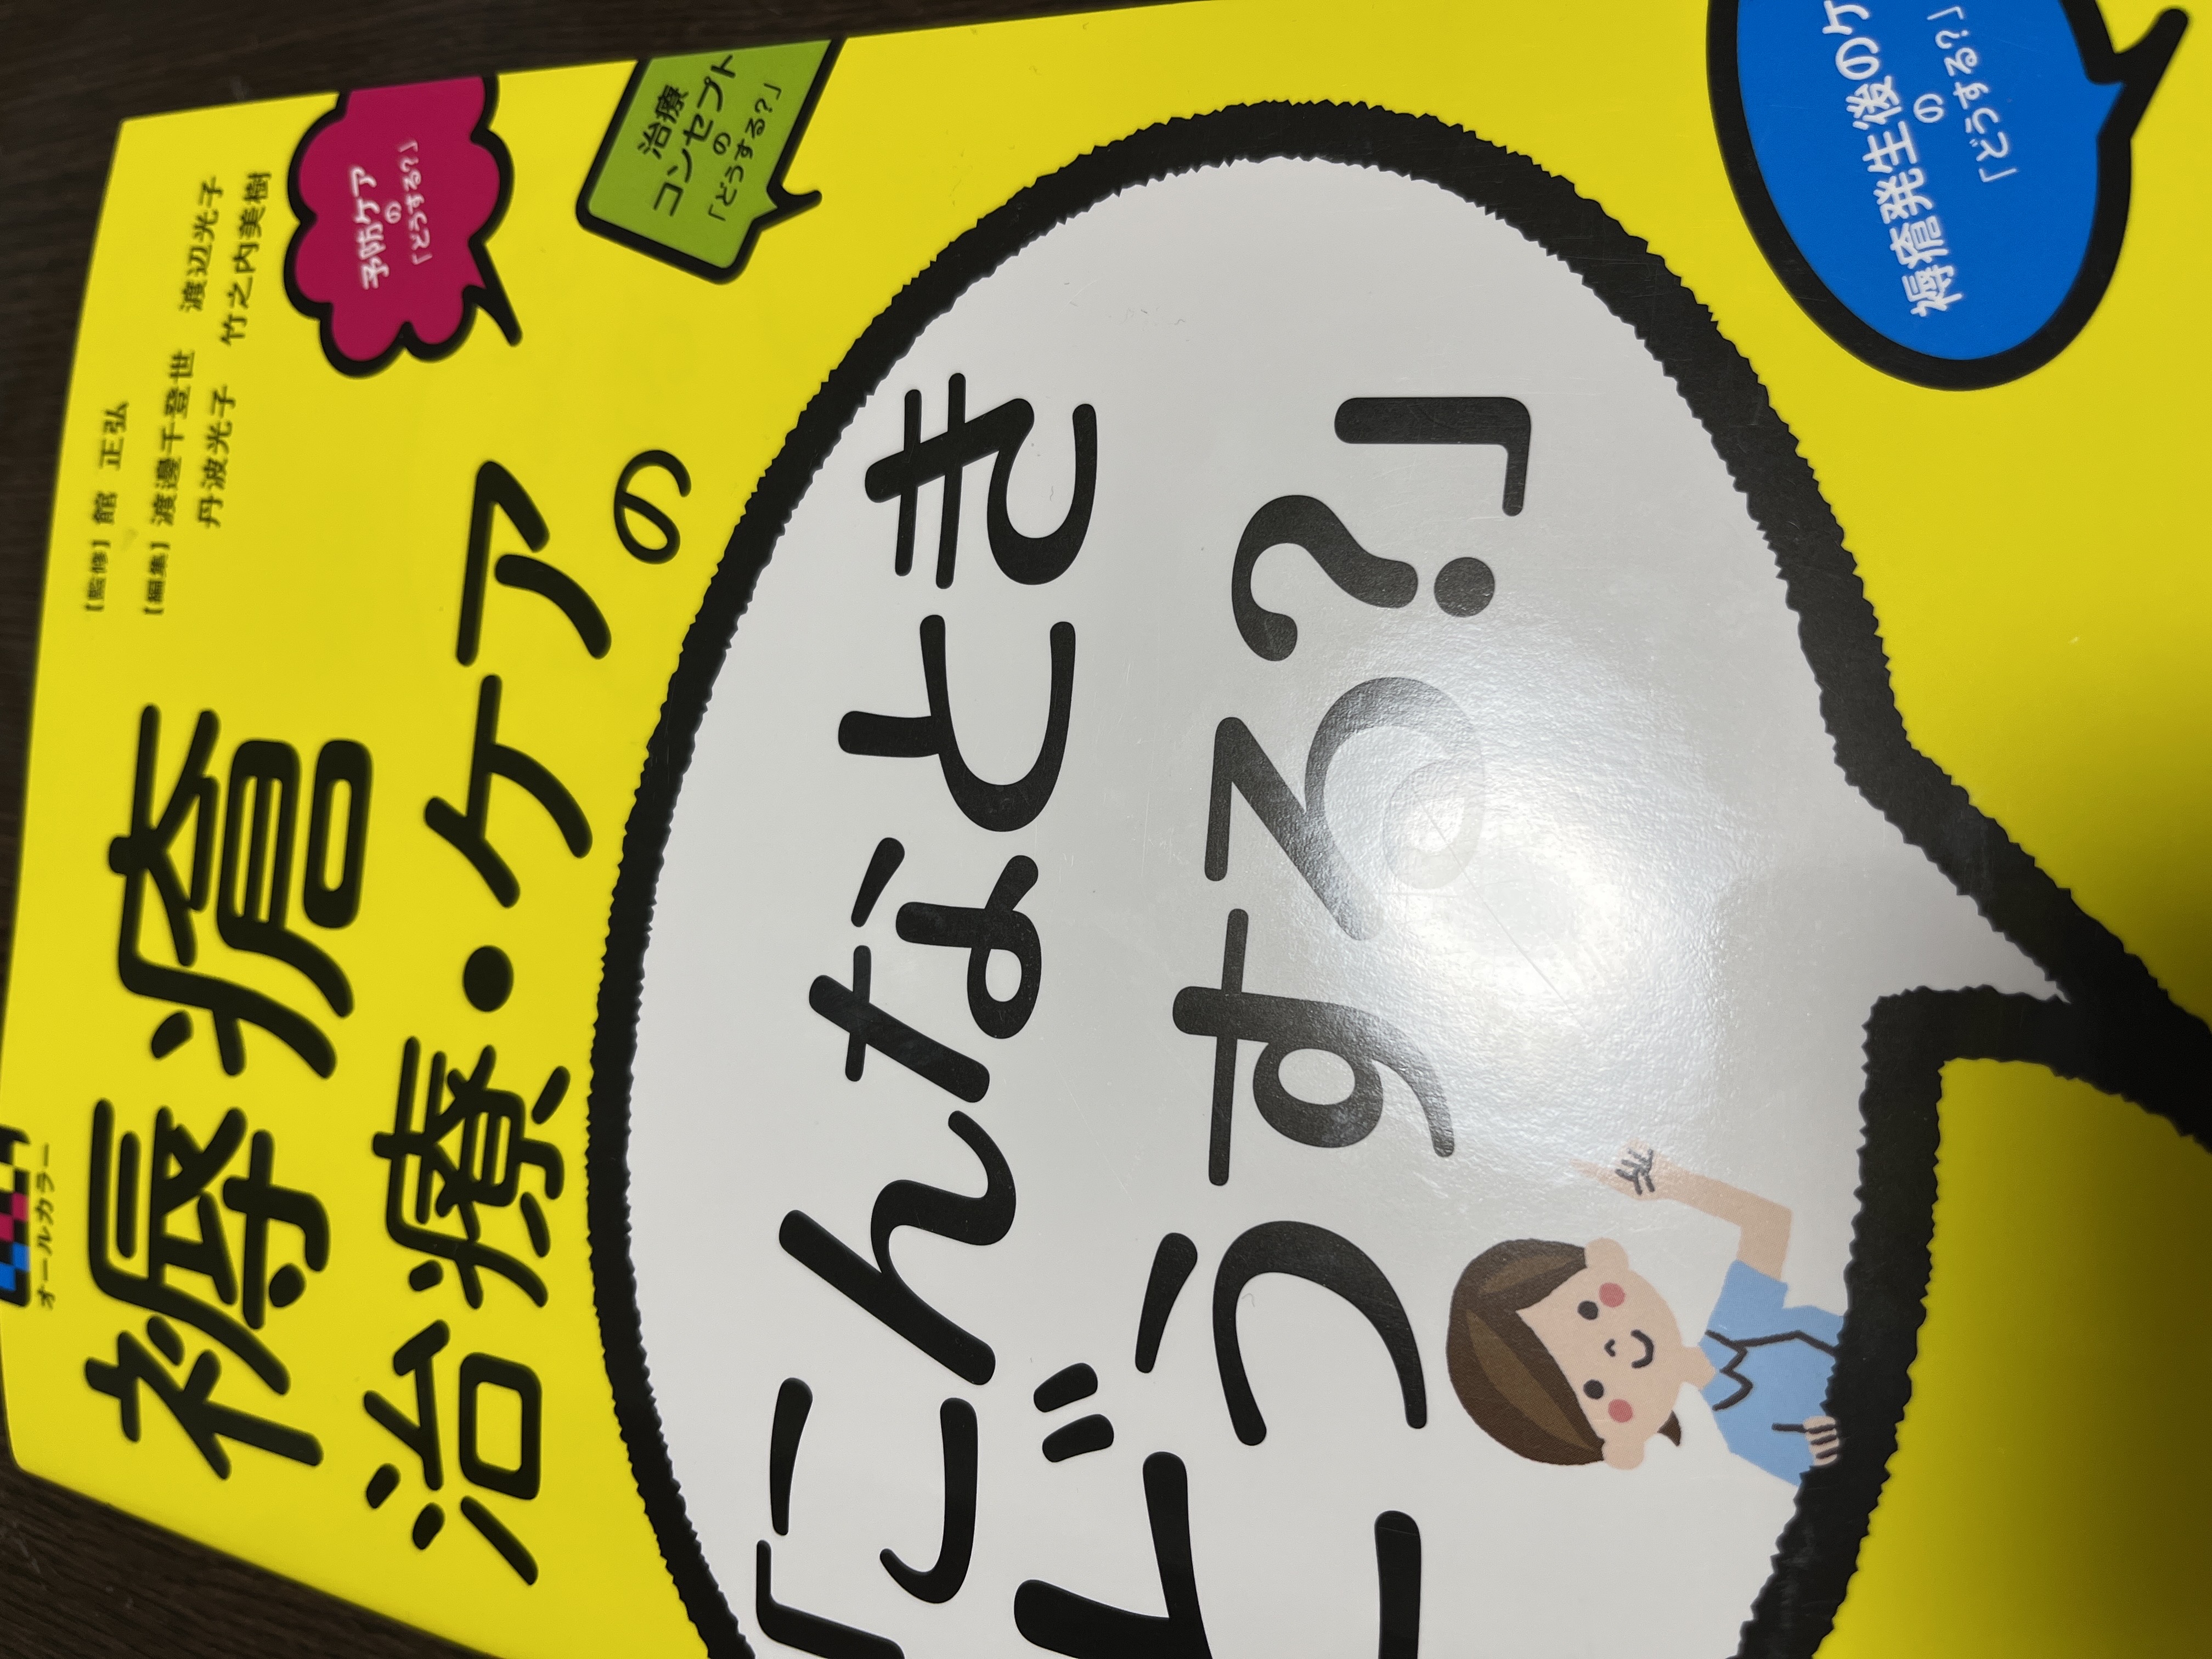 オールカラー
褥瘡
治療・ケアの
【監修】館 正弘
【編集】渡邊千登世 渡辺光子
丹波光子 竹之内美樹
「こんなとき
どうする?」
予防ケア
の
「どうする?」
治療
コンセプト
の
「どうする?」
褥瘡発生後のケ
の
「どうする?」